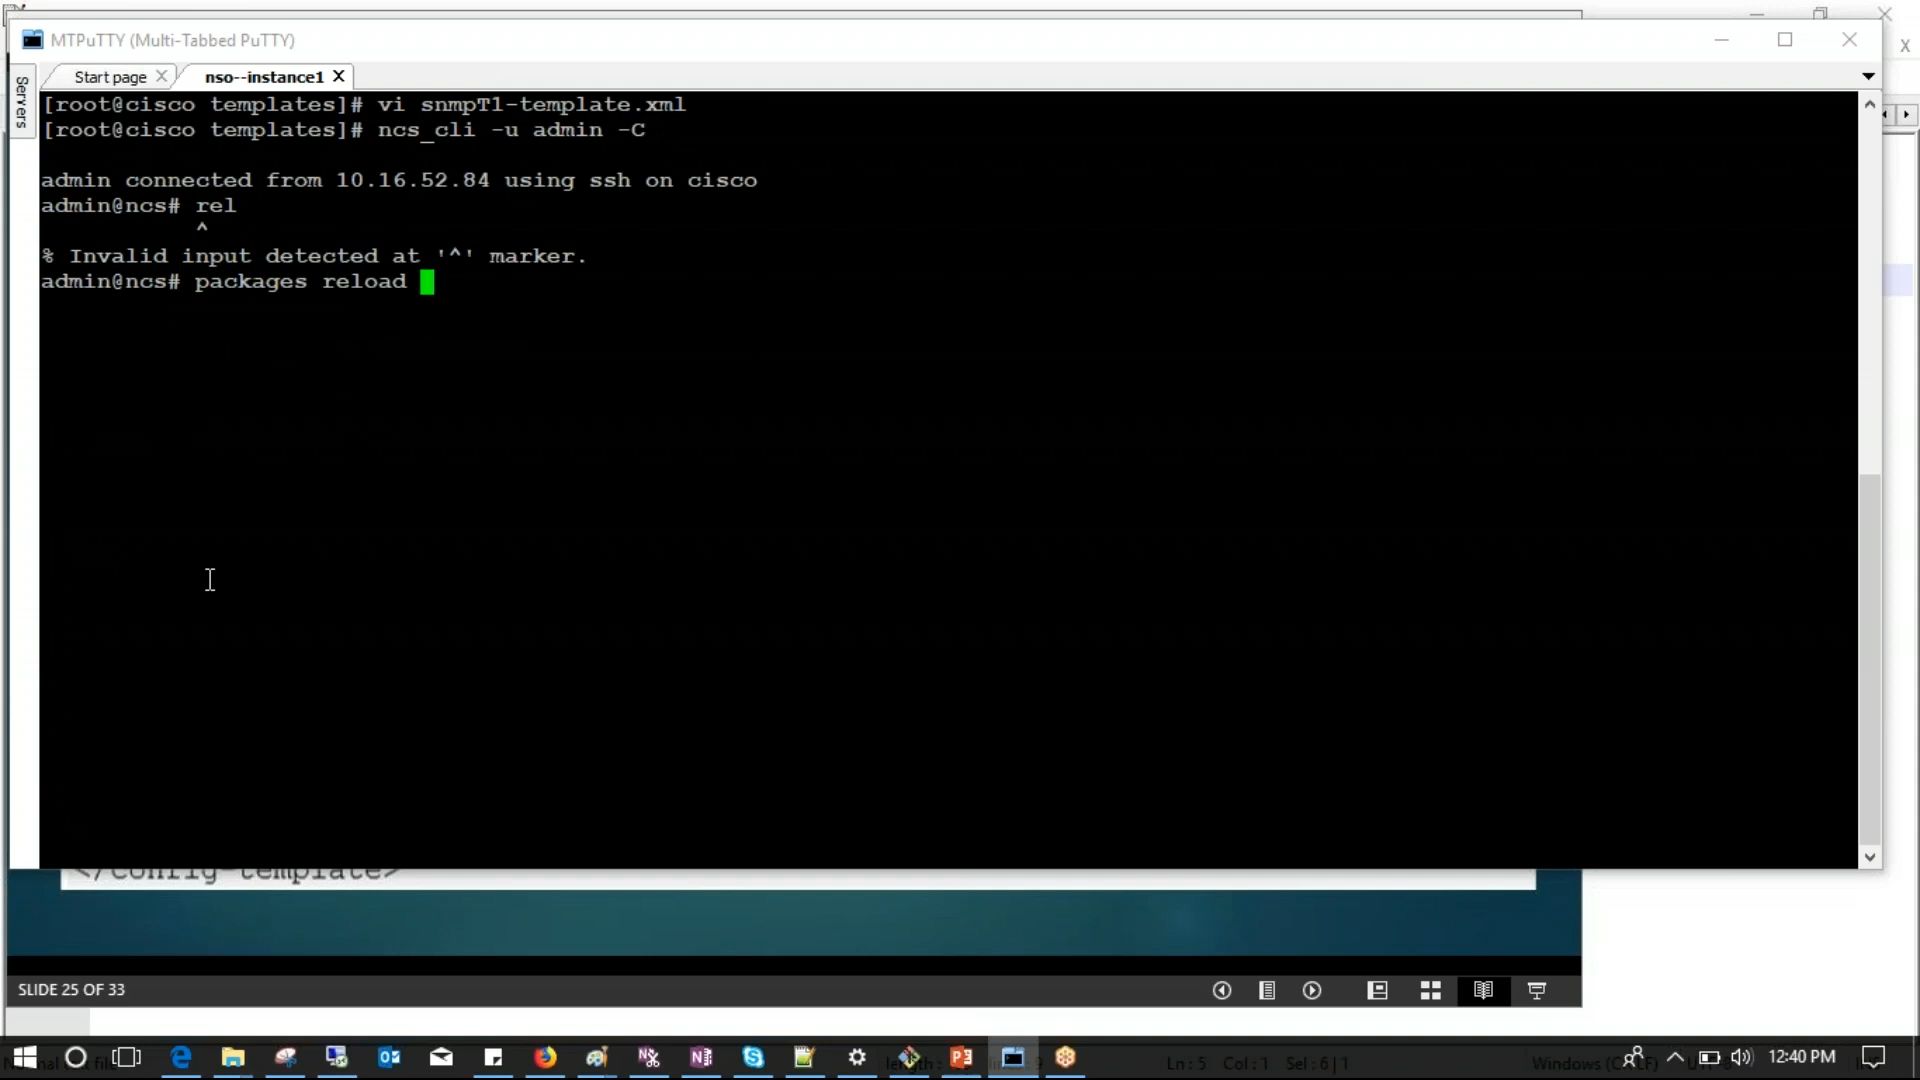 MTPuTTY (Multi-Tabbed PuTTY)
Servers
Start page
nso--instance1
[root@cisco templates]# vi snmpT1-template.xml
[root@cisco templates]# ncs_cli -u admin -C
admin connected from 10.16.52.84 using ssh on cisco
admin@ncs# rel
^
% Invalid input detected at '^' marker.
admin@ncs# packages reload
</config-template>
SLIDE 25 OF 33
Ln:5 Col:1 Sel:6|1
12:40 PM